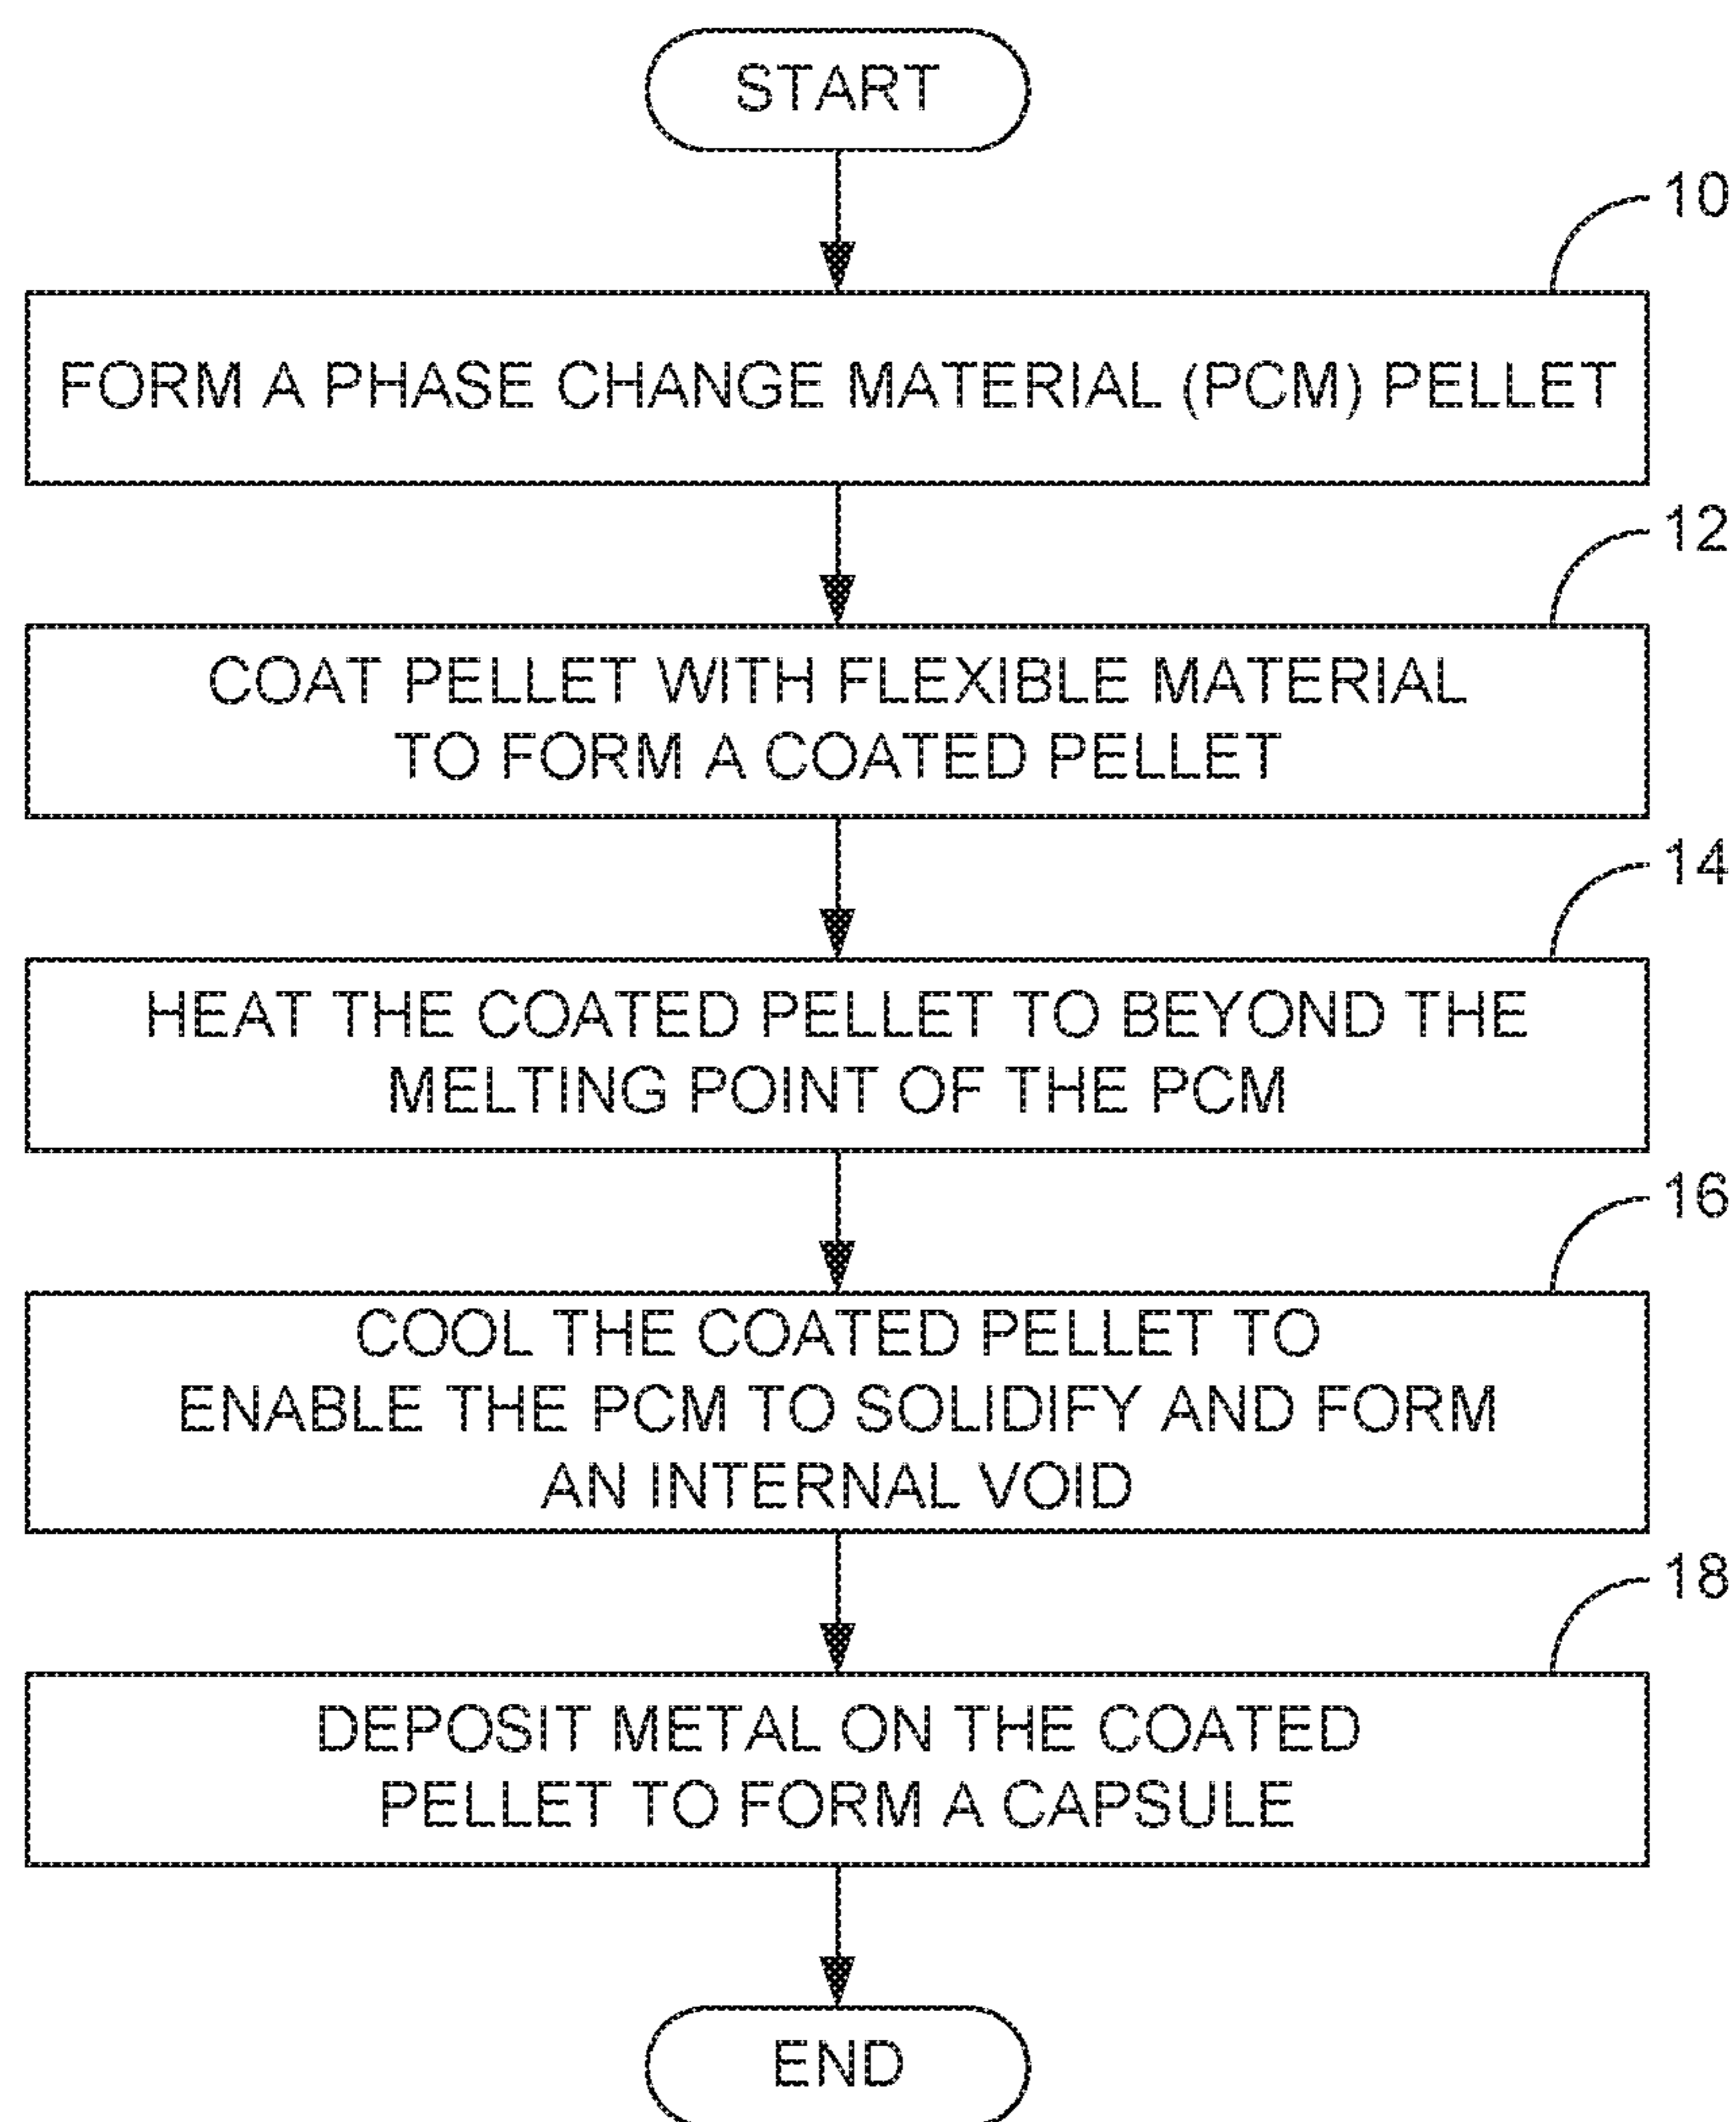 START
10
FORM A PHASE CHANGE MATERIAL (PCM) PELLET
12
COAT PELLET WITH FLEXIBLE MATERIAL
TO FORM A COATED PELLET
14
HEAT THE COATED PELLET TO BEYOND THE
MELTING POINT OF THE PCM
16
COOL THE COATED PELLET TO
ENABLE THE PCM TO SOLIDIFY AND FORM
AN INTERNAL VOID
18
DEPOSIT METAL ON THE COATED
PELLET TO FORM A CAPSULE
END